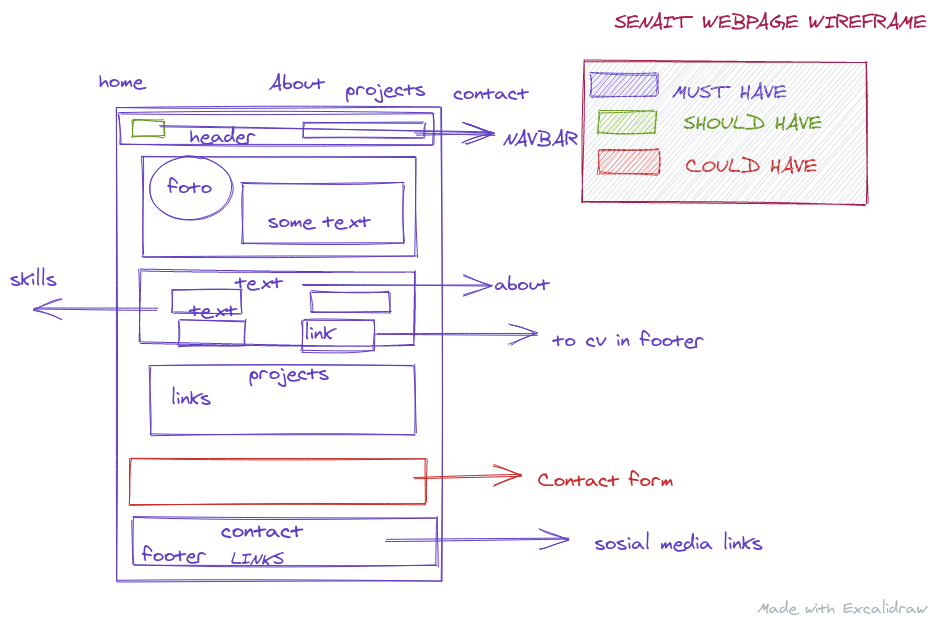 SENAIT WEBPAGE WIREFRAME
MUST HAVE
SHOULD HAVE
COULD HAVE
home
About
projects
contact
header
NAVBAR
foto
some text
skills
text
about
text
link
to cv in footer
projects
links
Contact form
contact
footer LINKS
sosial media links
Made with Excalidraw